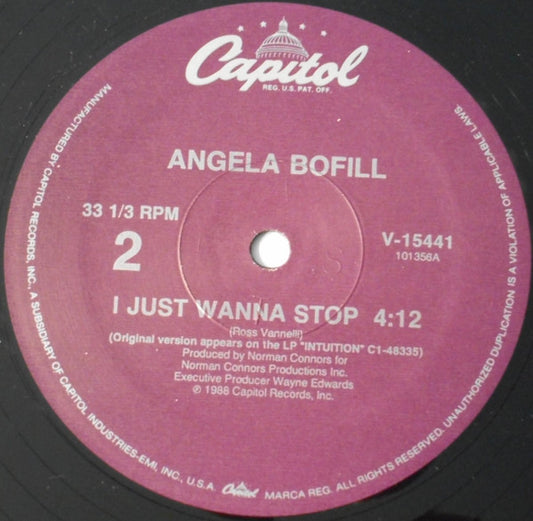 Capitol
REG. U.S. PAT. OFF.
ANGELA BOFILL
33 1/3 RPM
V-15441
2
101356A
I JUST WANNA STOP 4:12
(Ross Vannelli)
(Original version appears on the LP "INTUITION" C1-48335)
Produced by Norman Connors for
Norman Connors Productions Inc.
Executive Producer Wayne Edwards
℗ 1988 Capitol Records, Inc.
MANUFACTURED BY CAPITOL RECORDS, INC., A SUBSIDIARY OF CAPITOL INDUSTRIES-EMI, INC., U.S.A. Capitol MARCA REG. ALL RIGHTS RESERVED. UNAUTHORIZED DUPLICATION IS A VIOLATION OF APPLICABLE LAWS.